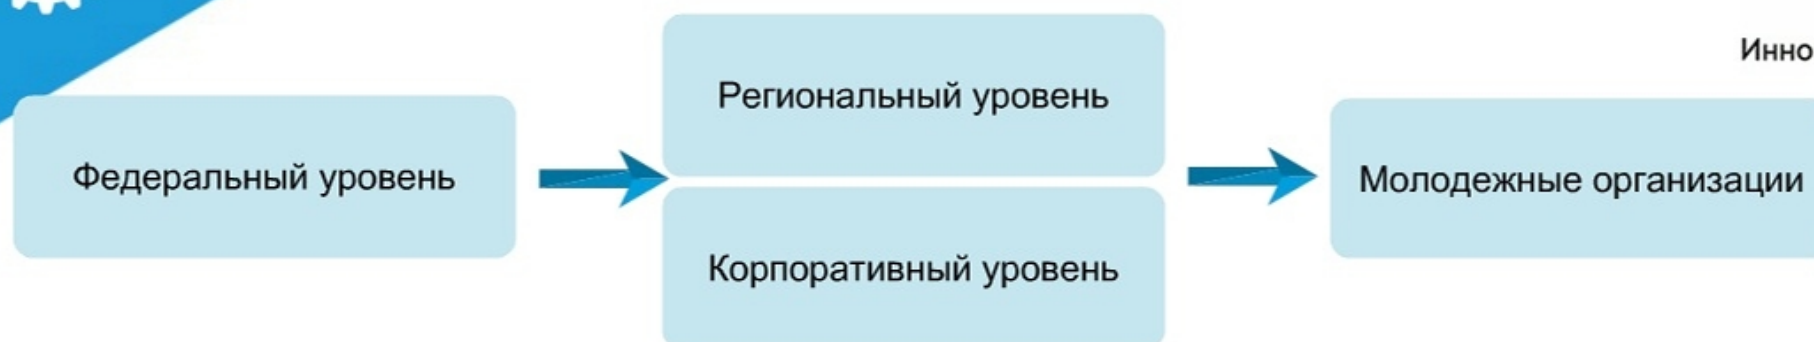 Инно
Региональный уровень
Федеральный уровень
Молодежные организации
Корпоративный уровень